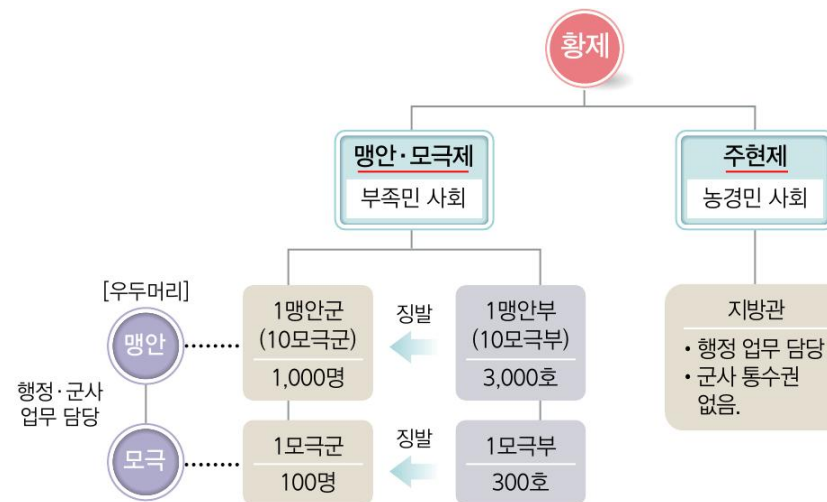 황제
맹안·모극제
부족민 사회
주현제
농경민 사회
[우두머리]
맹안
행정·군사
업무 담당
모극
1맹안군
(10모극군)
1,000명
징발
1맹안부
(10모극부)
3,000호
1모극군
100명
징발
1모극부
300호
지방관
• 행정 업무 담당
• 군사 통수권
없음.